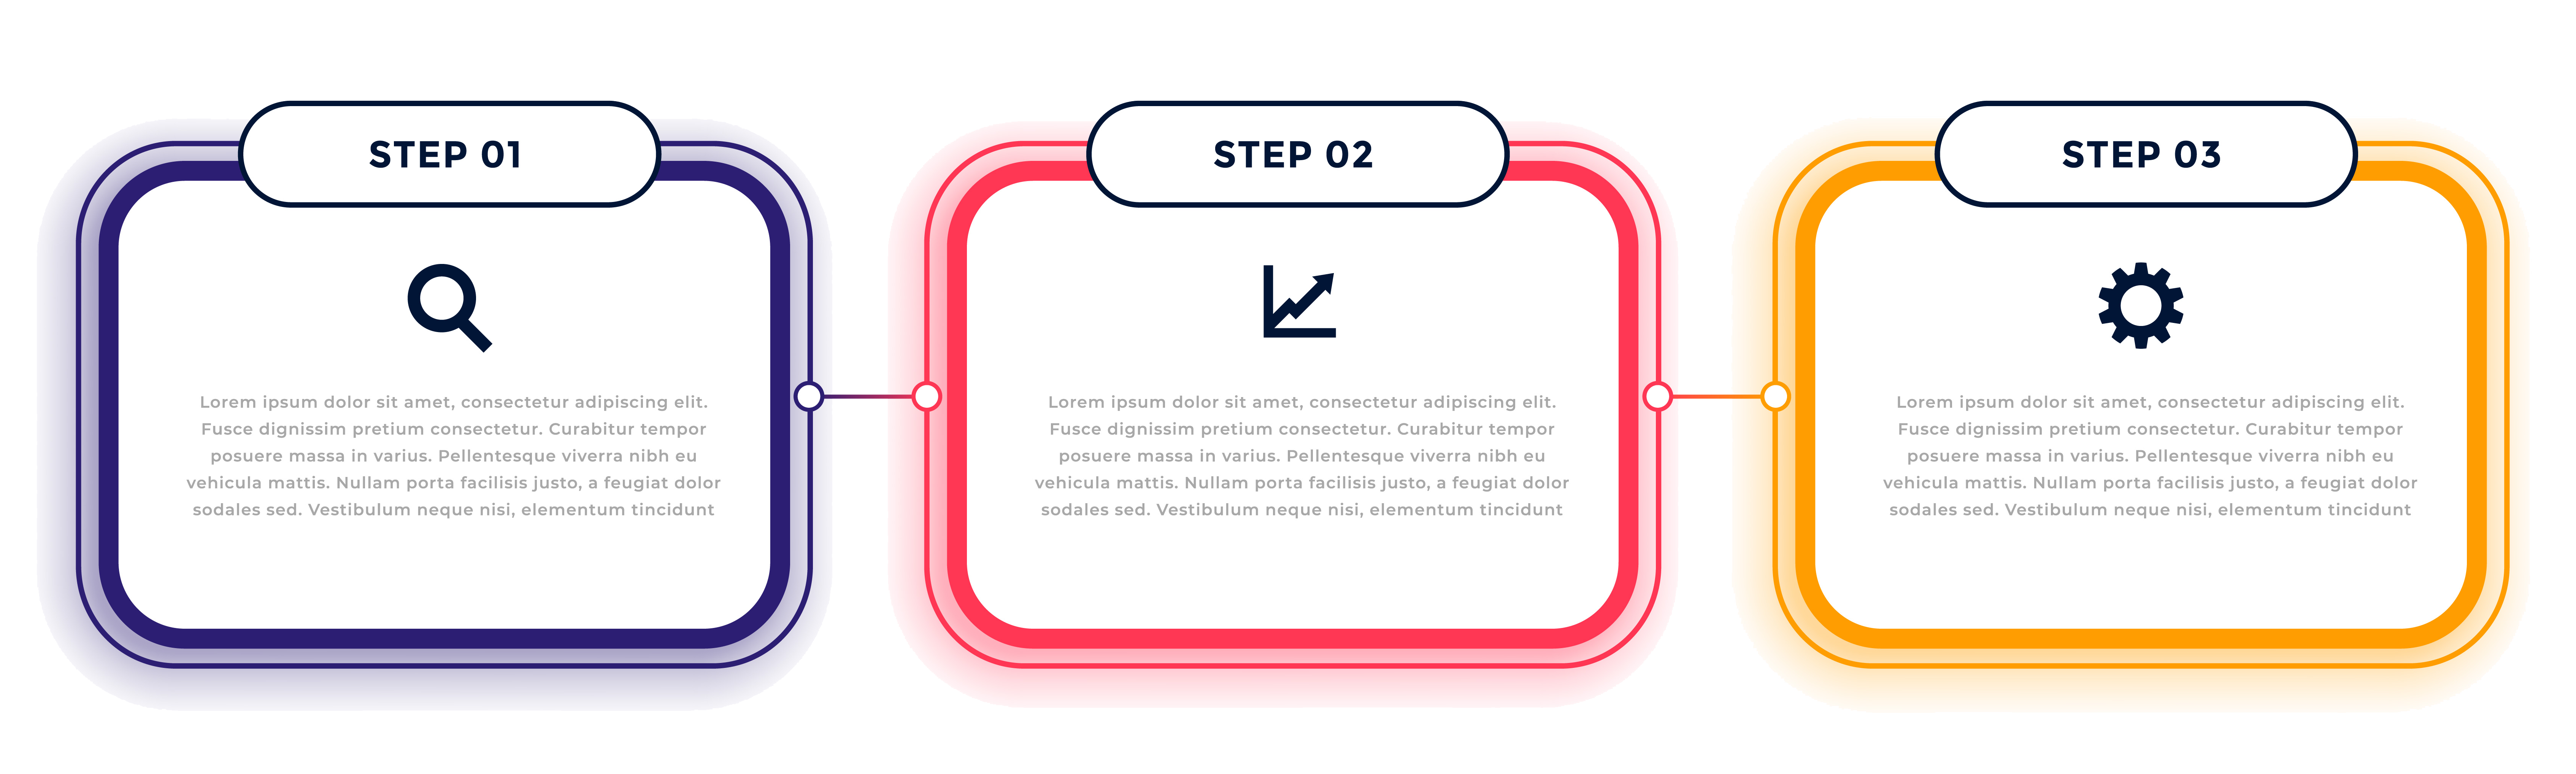 STEP 01
Lorem ipsum dolor sit amet, consectetur adipiscing elit.
Fusce dignissim pretium consectetur. Curabitur tempor
posuere massa in varius. Pellentesque viverra nibh eu
vehicula mattis. Nullam porta facilisis justo, a feugiat dolor
sodales sed. Vestibulum neque nisi, elementum tincidunt
STEP 02
Lorem ipsum dolor sit amet, consectetur adipiscing elit.
Fusce dignissim pretium consectetur. Curabitur tempor
posuere massa in varius. Pellentesque viverra nibh eu
vehicula mattis. Nullam porta facilisis justo, a feugiat dolor
sodales sed. Vestibulum neque nisi, elementum tincidunt
STEP 03
Lorem ipsum dolor sit amet, consectetur adipiscing elit.
Fusce dignissim pretium consectetur. Curabitur tempor
posuere massa in varius. Pellentesque viverra nibh eu
vehicula mattis. Nullam porta facilisis justo, a feugiat dolor
sodales sed. Vestibulum neque nisi, elementum tincidunt